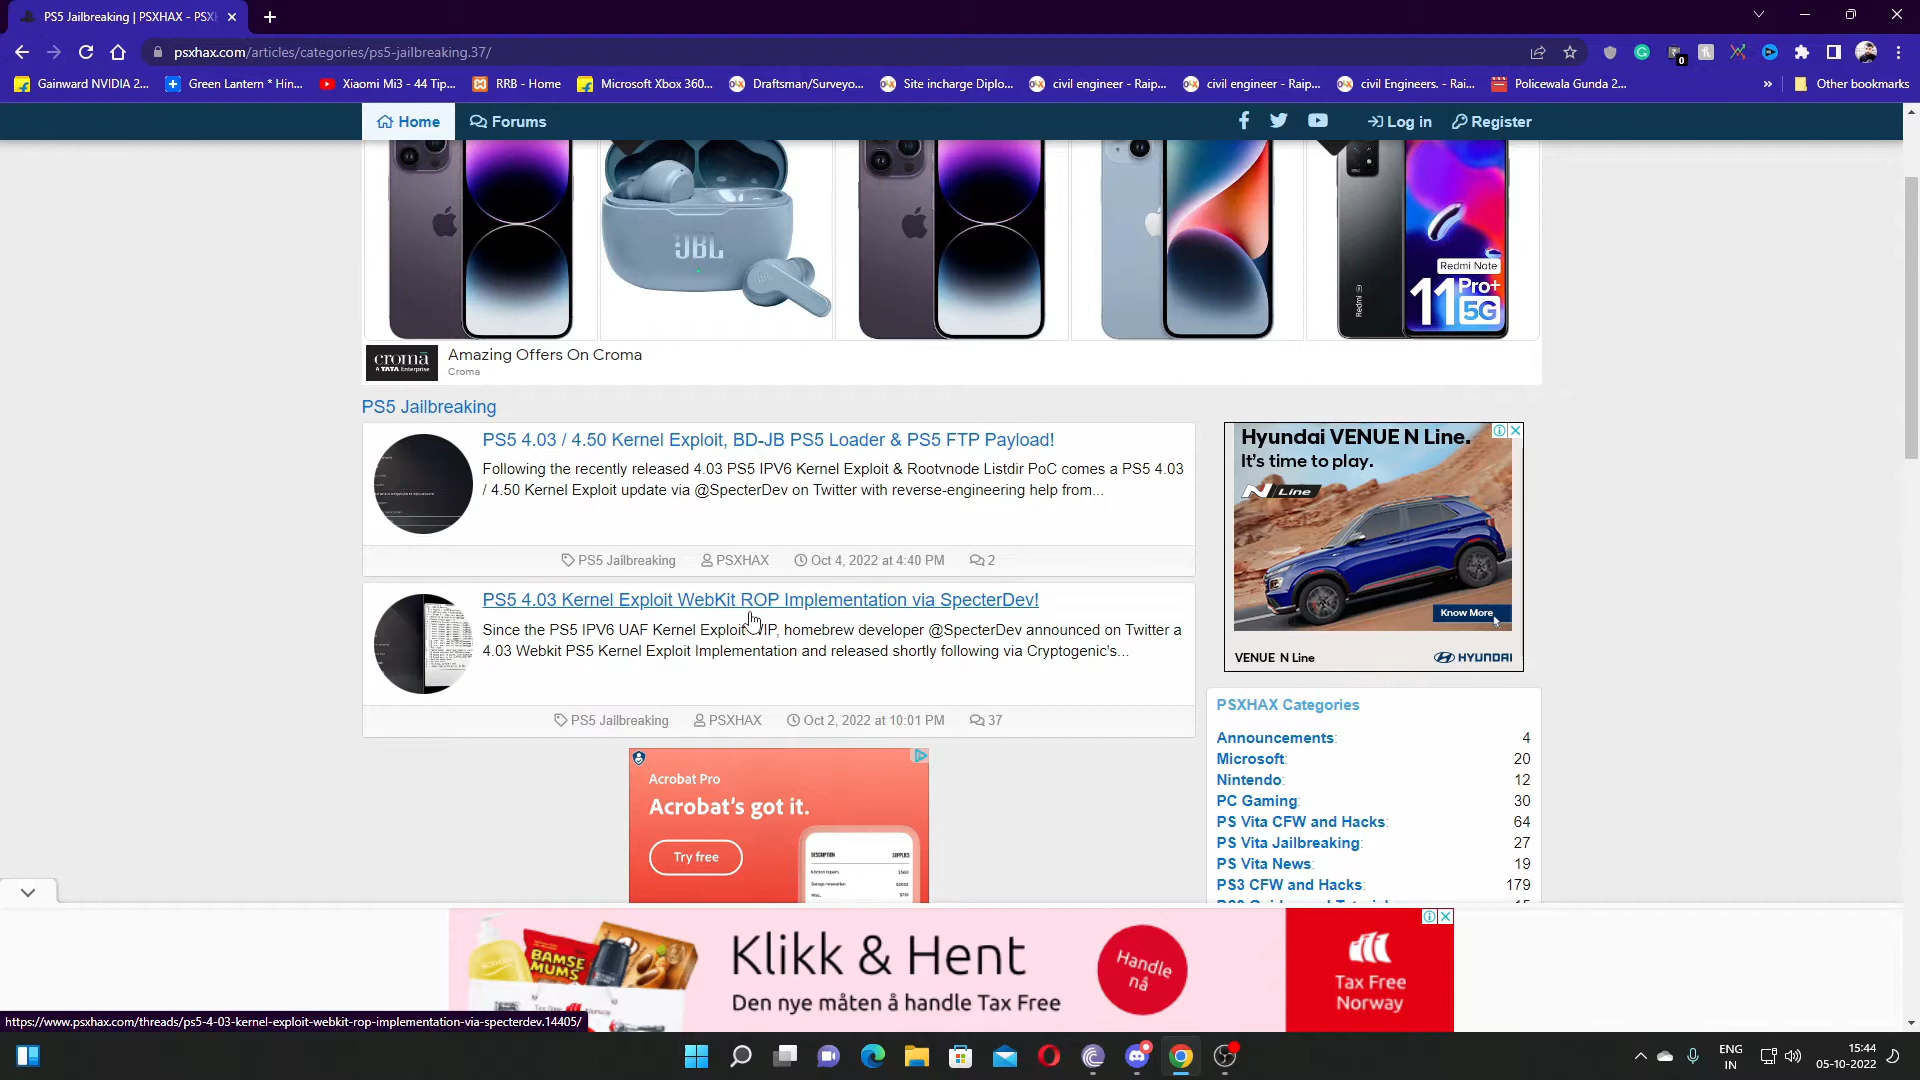 PS5 Jailbreaking | PSXHAX - PSX
psxhax.com/articles/categories/ps5-jailbreaking.37/
0
Gainward NVIDIA 2...
Green Lantern * Hin...
Xiaomi Mi3 - 44 Tip...
RRB - Home
Microsoft Xbox 360...
Draftsman/Surveyo...
Site incharge Diplo...
civil engineer - Raip...
civil engineer - Raip...
civil Engineers. - Rai...
Policewala Gunda 2...
»
Other bookmarks
Home
Forums
Log in
Register
JBL
Redmi Note
11 Pro+ 5G
Redmi
croma
A TATA Enterprise
Amazing Offers On Croma
Croma
PS5 Jailbreaking
PS5 4.03 / 4.50 Kernel Exploit, BD-JB PS5 Loader & PS5 FTP Payload!
Following the recently released 4.03 PS5 IPV6 Kernel Exploit & Rootvnode Listdir PoC comes a PS5 4.03
/ 4.50 Kernel Exploit update via @SpecterDev on Twitter with reverse-engineering help from...
PS5 Jailbreaking
PSXHAX
Oct 4, 2022 at 4:40 PM
2
PS5 4.03 Kernel Exploit WebKit ROP Implementation via SpecterDev!
Since the PS5 IPV6 UAF Kernel Exploit WIP, homebrew developer @SpecterDev announced on Twitter a
4.03 Webkit PS5 Kernel Exploit Implementation and released shortly following via Cryptogenic's...
PS5 Jailbreaking
PSXHAX
Oct 2, 2022 at 10:01 PM
37
Hyundai VENUE N Line.
It's time to play.
N Line
Know More
VENUE N Line
HYUNDAI
Acrobat Pro
Acrobat's got it.
Try free
DESCRIPTION
SUPPLIES
PSXHAX Categories
Announcements: 4
Microsoft: 20
Nintendo: 12
PC Gaming: 30
PS Vita CFW and Hacks: 64
PS Vita Jailbreaking: 27
PS Vita News: 19
PS3 CFW and Hacks: 179
BAMSE MUMS
Klikk & Hent
Den nye måten å handle Tax Free
Handle nå
Tax Free
Norway
https://www.psxhax.com/threads/ps5-4-03-kernel-exploit-webkit-rop-implementation-via-specterdev.14405/
ENG
IN
15:44
05-10-2022